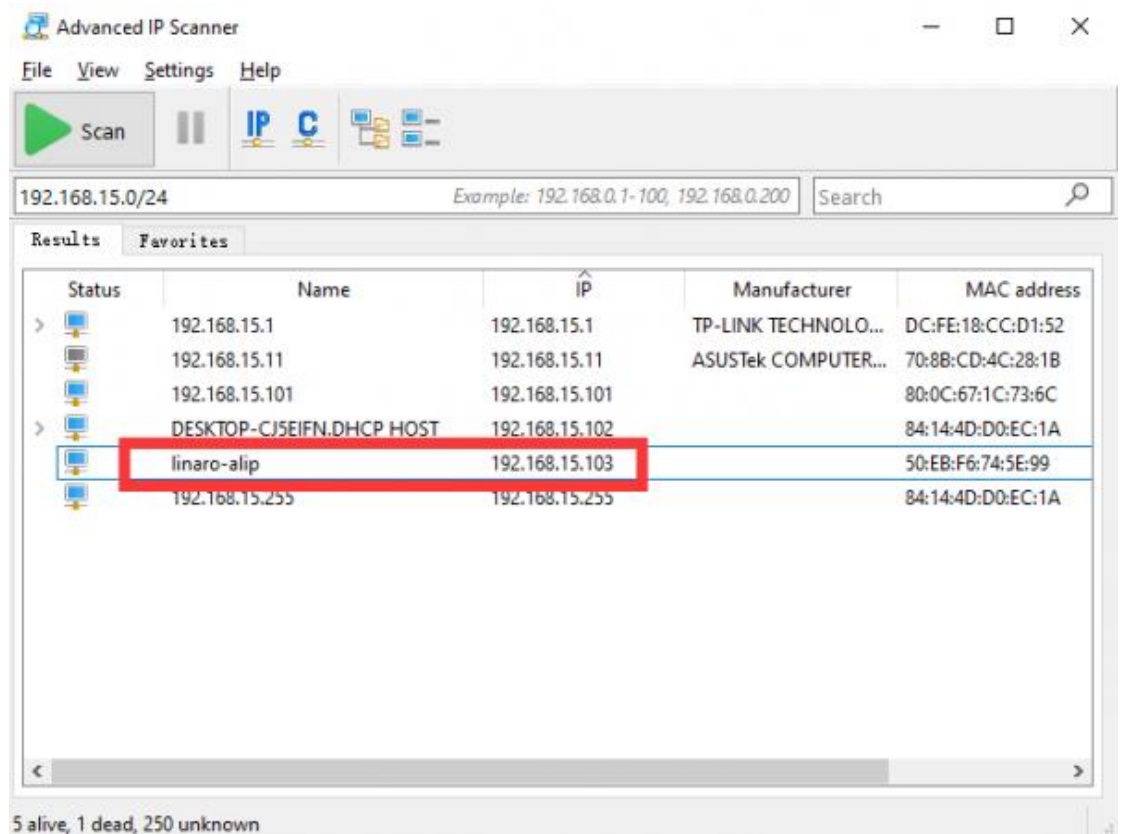 Advanced IP Scanner
File View Settings Help
Scan IP C
192.168.15.0/24 Example: 192.168.0.1-100, 192.168.0.200 Search
Results Favorites
Status Name IP Manufacturer MAC address
192.168.15.1 192.168.15.1 TP-LINK TECHNOLO... DC:FE:18:CC:D1:52
192.168.15.11 192.168.15.11 ASUSTek COMPUTER... 70:8B:CD:4C:28:1B
192.168.15.101 192.168.15.101 80:0C:67:1C:73:6C
DESKTOP-CJ5EIFN.DHCP HOST 192.168.15.102 84:14:4D:D0:EC:1A
linaro-alip 192.168.15.103 50:EB:F6:74:5E:99
192.168.15.255 192.168.15.255 84:14:4D:D0:EC:1A
5 alive, 1 dead, 250 unknown